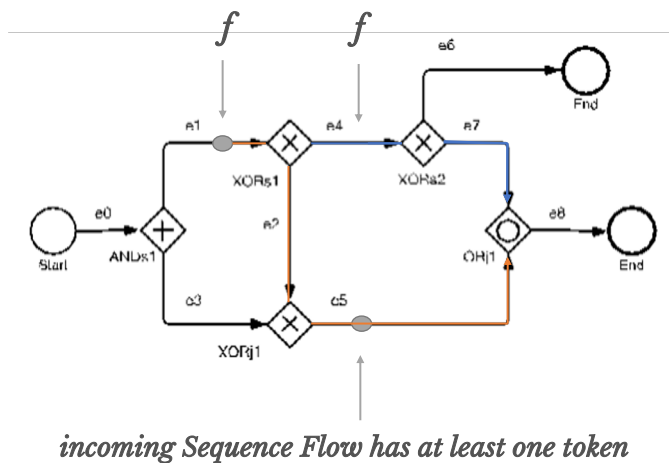 f f
e6
End
e1 e4 e7
XORs1 XORs2
e0 e2 e8
Start ANDs1 ORj1 End
e3 e5
XORj1
incoming Sequence Flow has at least one token